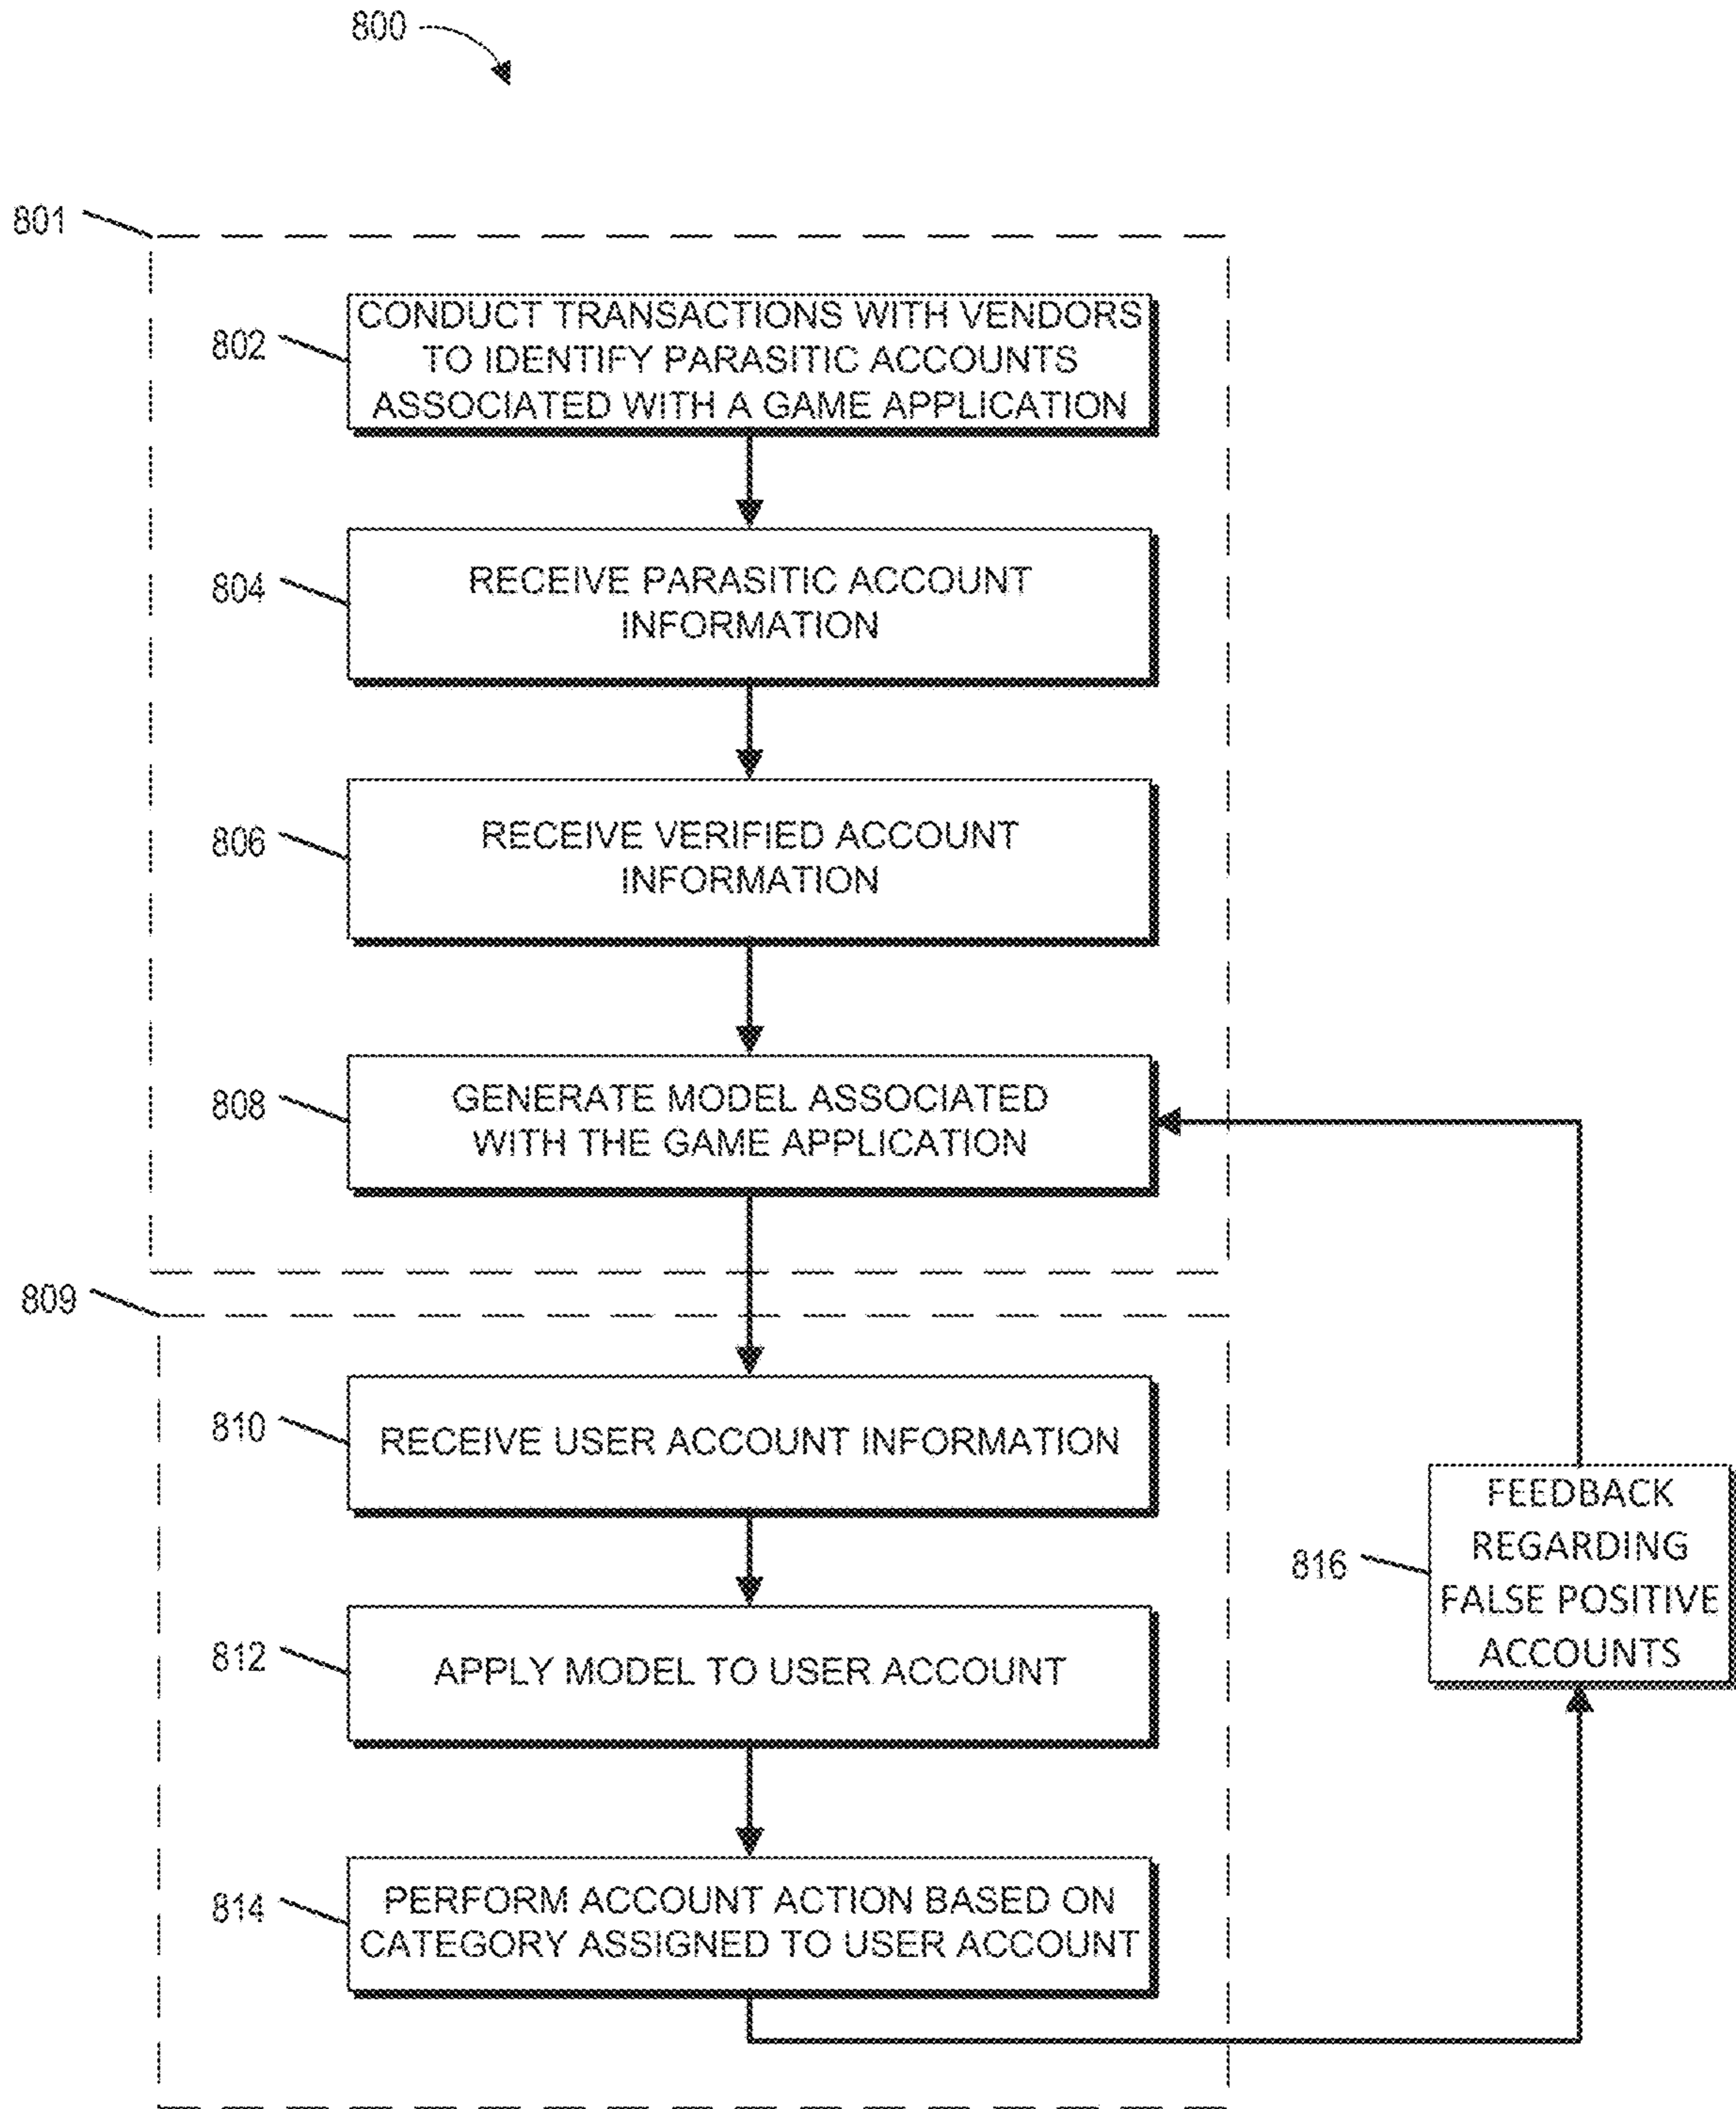 800
801
802
CONDUCT TRANSACTIONS WITH VENDORS
TO IDENTIFY PARASITIC ACCOUNTS
ASSOCIATED WITH A GAME APPLICATION
804
RECEIVE PARASITIC ACCOUNT
INFORMATION
806
RECEIVE VERIFIED ACCOUNT
INFORMATION
808
GENERATE MODEL ASSOCIATED
WITH THE GAME APPLICATION
809
810
RECEIVE USER ACCOUNT INFORMATION
812
APPLY MODEL TO USER ACCOUNT
814
PERFORM ACCOUNT ACTION BASED ON
CATEGORY ASSIGNED TO USER ACCOUNT
816
FEEDBACK
REGARDING
FALSE POSITIVE
ACCOUNTS